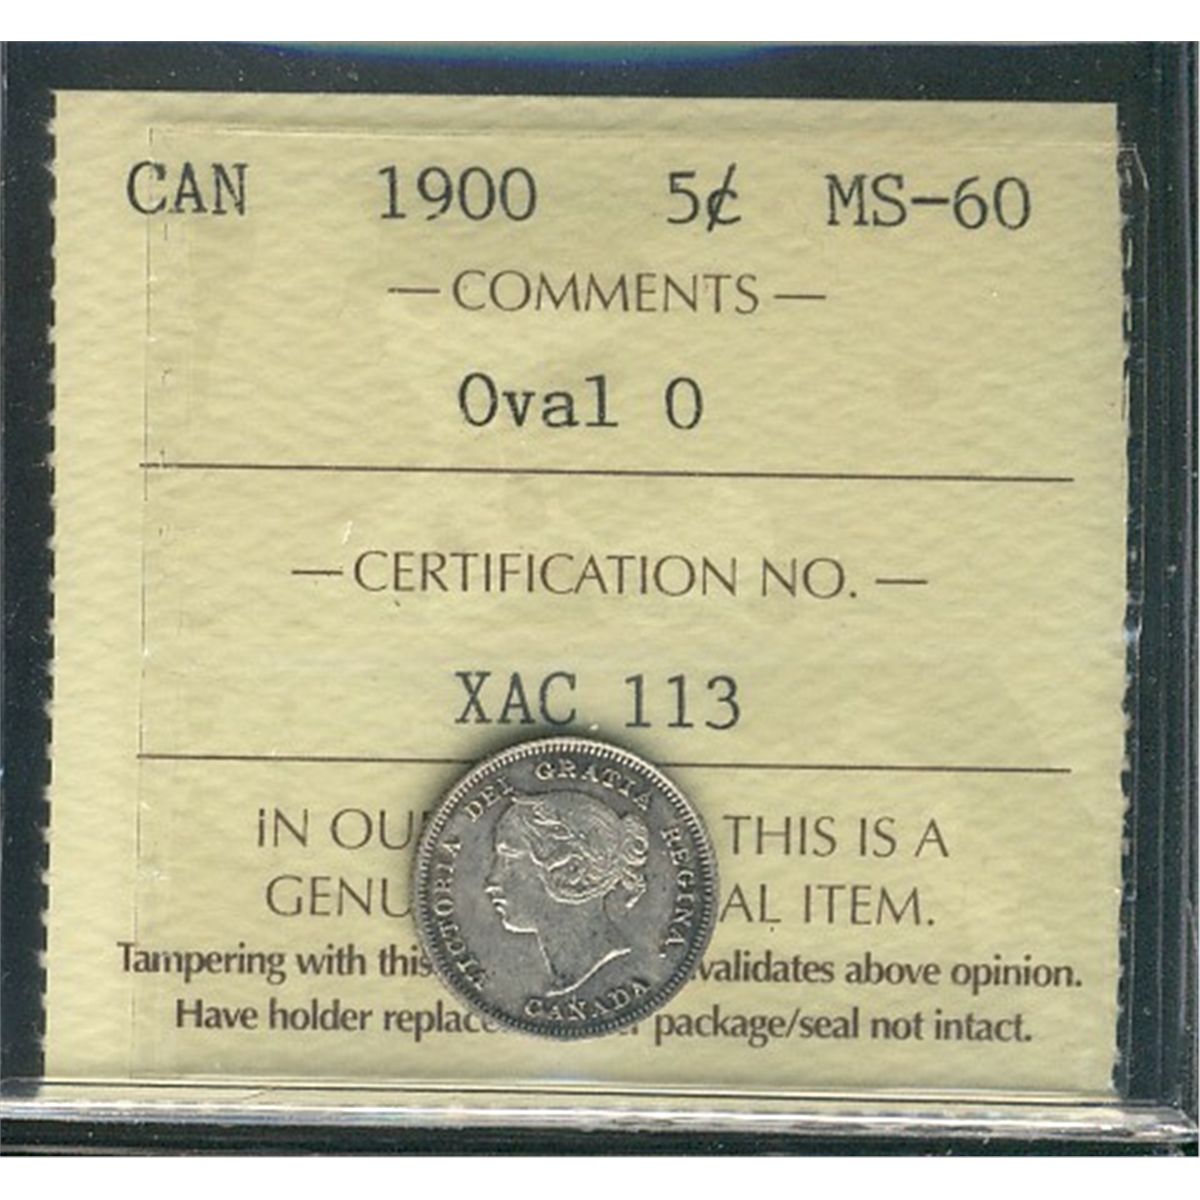 CAN 1900 5¢ MS-60
— COMMENTS —
Oval 0
— CERTIFICATION NO. —
XAC 113
IN OU THIS IS A
GENU AL ITEM.
Tampering with this validates above opinion.
Have holder replace package/seal not intact.
VICTORIA DEI GRATIA REGINA
CANADA